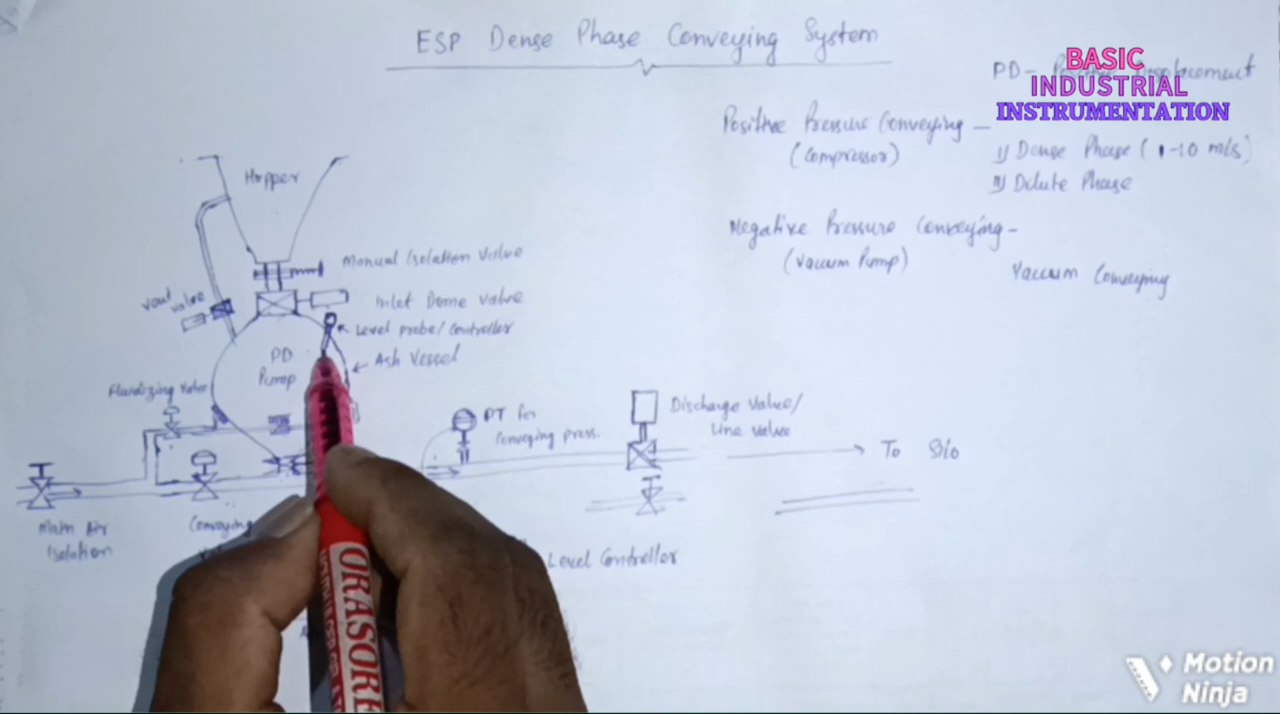 ESP Dense Phase Conveying System
PD - Positive Displacement
BASIC
INDUSTRIAL
INSTRUMENTATION
Positive Pressure Conveying -
(Compressor)
i) Dense Phase (1-10 m/s)
ii) Dilute Phase
Negative Pressure Conveying -
(Vacuum Pump)
Vaccum Conveying
Hopper
Manual Isolation Valve
Vent
Valve
Inlet Dome Valve
Level probe/Controller
Ash Vessel
PD
Pump
Fluidizing Valve
PT for
Conveying press.
Discharge Valve/
Line Valve
To Silo
Main Air
Isolation
Conveying
Level Controller
ORASORE
Motion
Ninja